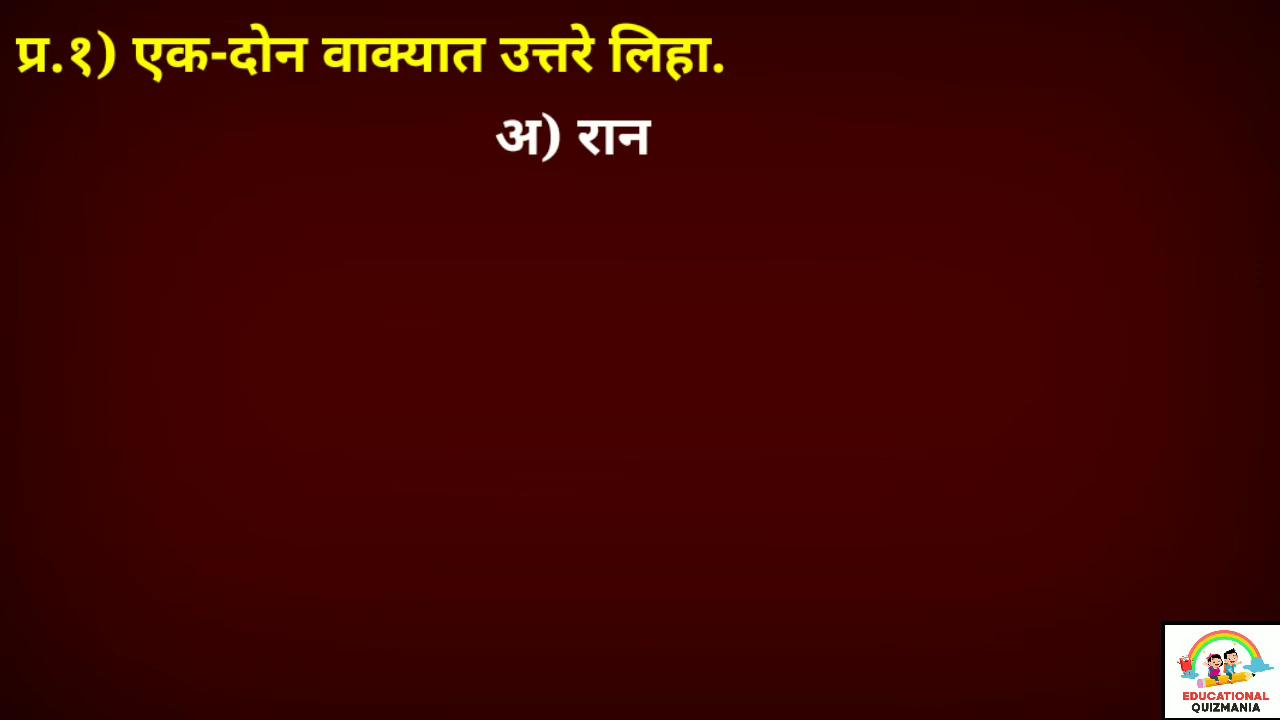 प्र.१) एक-दोन वाक्यात उत्तरे लिहा.
अ) रान
EDUCATIONAL
QUIZMANIA